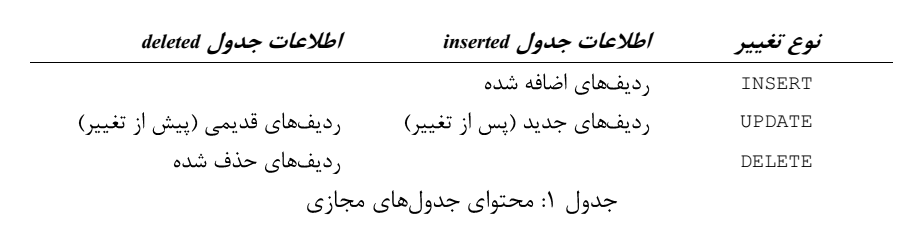 نوع تغییر اطلاعات جدول inserted اطلاعات جدول deleted
INSERT ردیف‌های اضافه شده
UPDATE ردیف‌های جدید (پس از تغییر) ردیف‌های قدیمی (پیش از تغییر)
DELETE ردیف‌های حذف شده
جدول ۱: محتوای جدول‌های مجازی